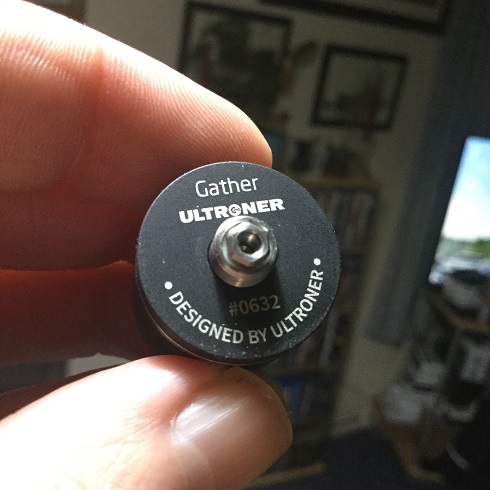 Gather
ULTRONER
#0632
• DESIGNED BY ULTRONER •